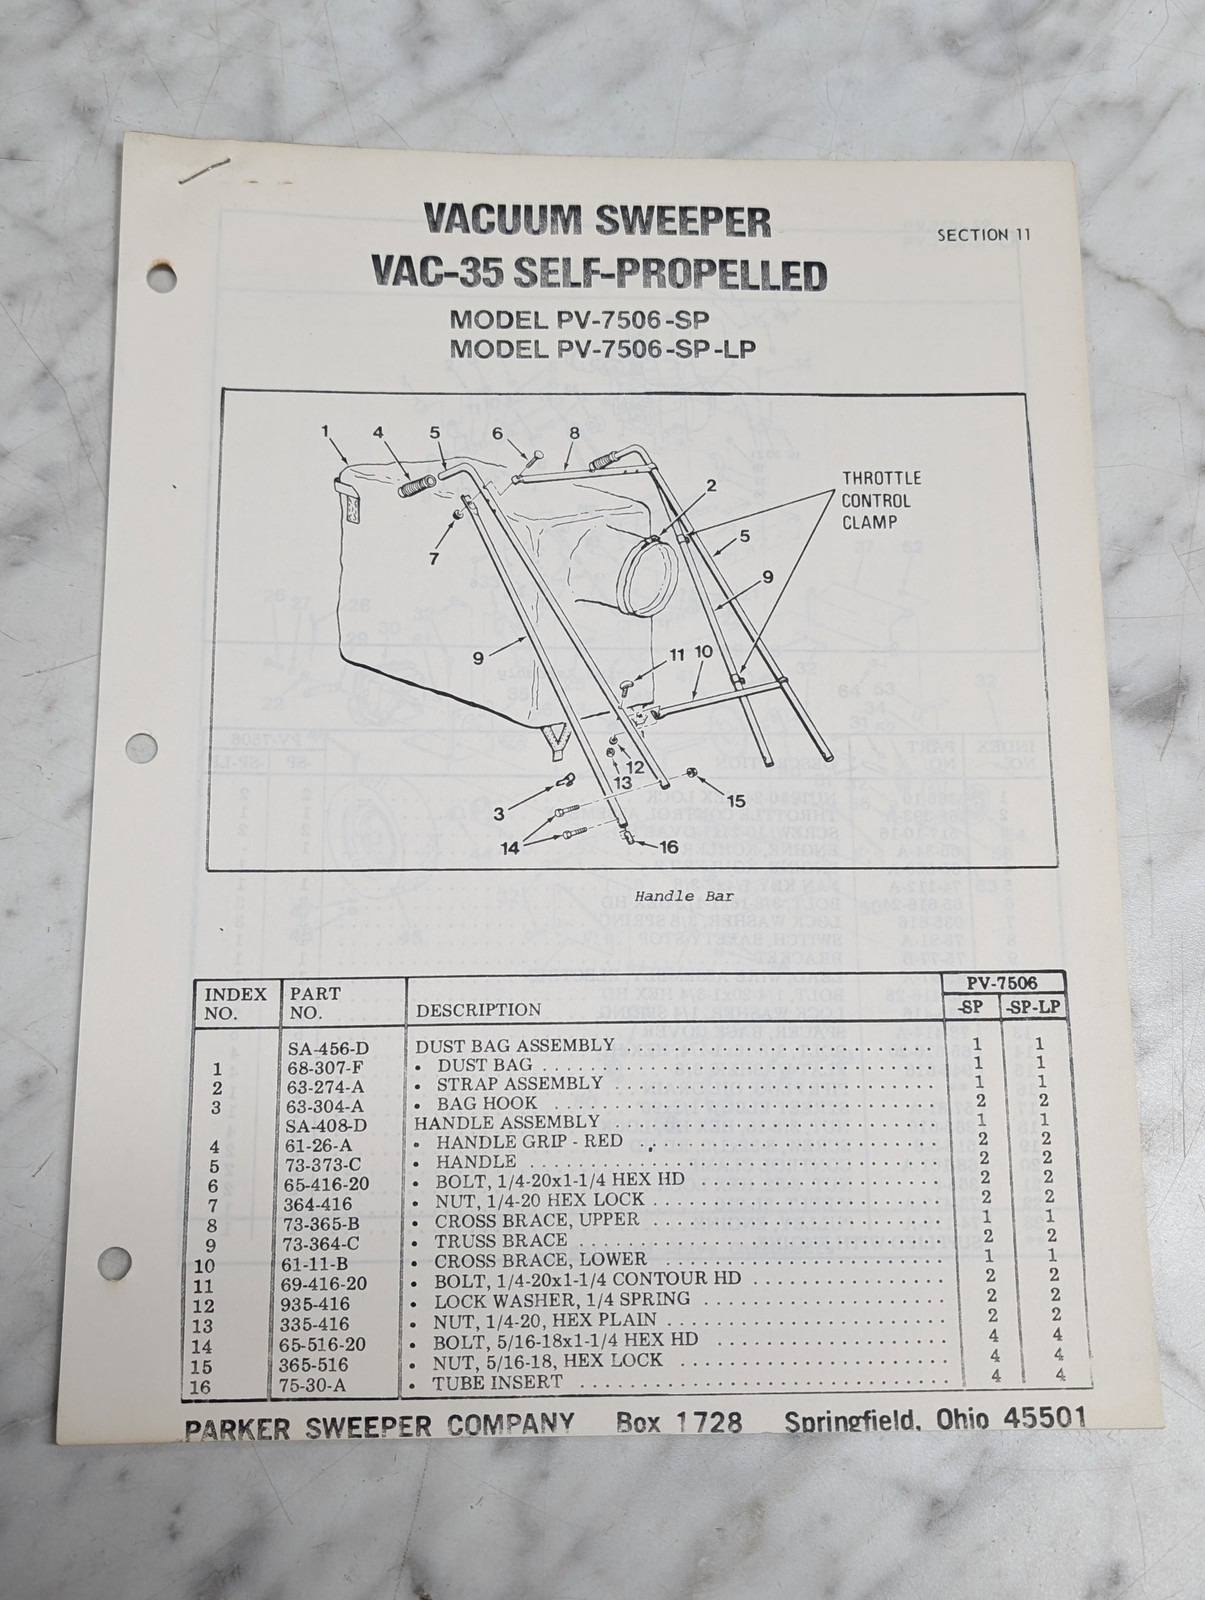 VACUUM SWEEPER
SECTION 11
VAC-35 SELF-PROPELLED
MODEL PV-7506-SP
MODEL PV-7506-SP-LP
1 4 5 6 8
THROTTLE
CONTROL
CLAMP
2
5
7
9
9
11 10
12
13
3
15
14
16
Handle Bar
INDEX NO. PART NO. DESCRIPTION PV-7506 -SP -SP-LP
SA-456-D DUST BAG ASSEMBLY 1 1
1 68-307-F • DUST BAG 1 1
2 63-274-A • STRAP ASSEMBLY 1 1
3 63-304-A • BAG HOOK 2 2
SA-408-D HANDLE ASSEMBLY 1 1
4 61-26-A • HANDLE GRIP - RED 2 2
5 73-373-C • HANDLE 2 2
6 65-416-20 • BOLT, 1/4-20x1-1/4 HEX HD 2 2
7 364-416 • NUT, 1/4-20 HEX LOCK 2 2
8 73-365-B • CROSS BRACE, UPPER 1 1
9 73-364-C • TRUSS BRACE 2 2
10 61-11-B • CROSS BRACE, LOWER 1 1
11 69-416-20 • BOLT, 1/4-20x1-1/4 CONTOUR HD 2 2
12 935-416 • LOCK WASHER, 1/4 SPRING 2 2
13 335-416 • NUT, 1/4-20, HEX PLAIN 2 2
14 65-516-20 • BOLT, 5/16-18x1-1/4 HEX HD 4 4
15 365-516 • NUT, 5/16-18, HEX LOCK 4 4
16 75-30-A • TUBE INSERT 4 4
PARKER SWEEPER COMPANY Box 1728 Springfield, Ohio 45501